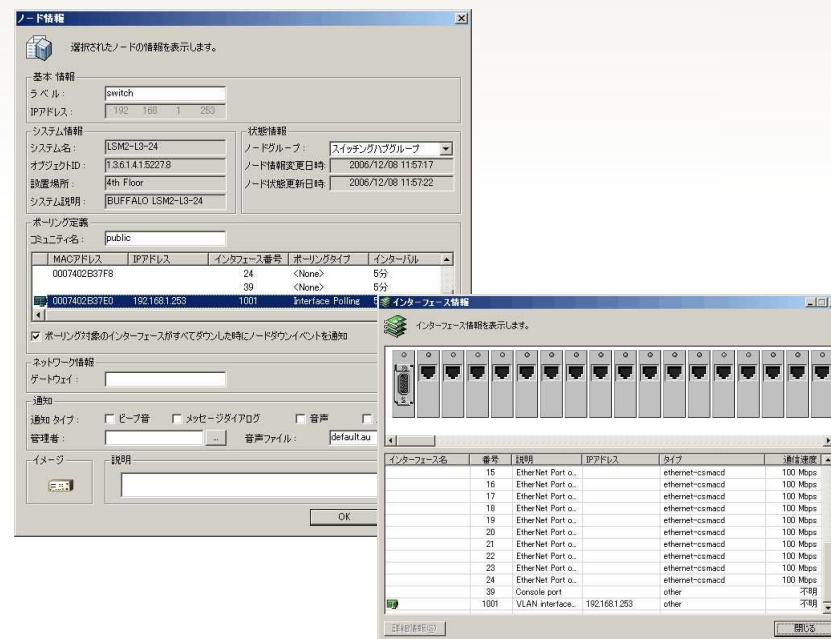 ノード情報
選択されたノードの情報を表示します。
基本 情報
ラベル : switch
IPアドレス : 192 168 1 253
システム情報
システム名 : LSM2-L3-24
オブジェクトID : 1.3.6.1.4.1.5227.8
設置場所 : 4th Floor
システム説明 : BUFFALO LSM2-L3-24
状態情報
ノードグループ : スイッチングハブグループ
ノード情報変更日時 2006/12/08 11:57:17
ノード状態更新日時 2006/12/08 11:57:22
ポーリング定義
コミュニティ名 : public
MACアドレス IPアドレス インタフェース番号 ポーリングタイプ インターバル
0007402B37F8 24 <None> 5分
39 <None> 5分
0007402B37E0 192.168.1.253 1001 Interface Polling 5
ポーリング対象のインターフェースがすべてダウンした時にノードダウンイベントを通知
ネットワーク情報
ゲートウェイ :
通知
通知 タイプ : ビープ音 メッセージダイアログ 音声
管理者 : ... 音声ファイル : default.au
イメージ 説明
OK
インターフェース情報
インターフェース情報を表示します。
インターフェース名 番号 説明 IPアドレス タイプ 通信速度
15 EtherNet Port o... ethernet-csmacd 100 Mbps
16 EtherNet Port o... ethernet-csmacd 100 Mbps
17 EtherNet Port o... ethernet-csmacd 100 Mbps
18 EtherNet Port o... ethernet-csmacd 100 Mbps
19 EtherNet Port o... ethernet-csmacd 100 Mbps
20 EtherNet Port o... ethernet-csmacd 100 Mbps
21 EtherNet Port o... ethernet-csmacd 100 Mbps
22 EtherNet Port o... ethernet-csmacd 100 Mbps
23 EtherNet Port o... ethernet-csmacd 100 Mbps
24 EtherNet Port o... ethernet-csmacd 100 Mbps
39 Console port other 不明
1001 VLAN interface... 192.168.1.253 other 不明
詳細情報(S) 閉じる